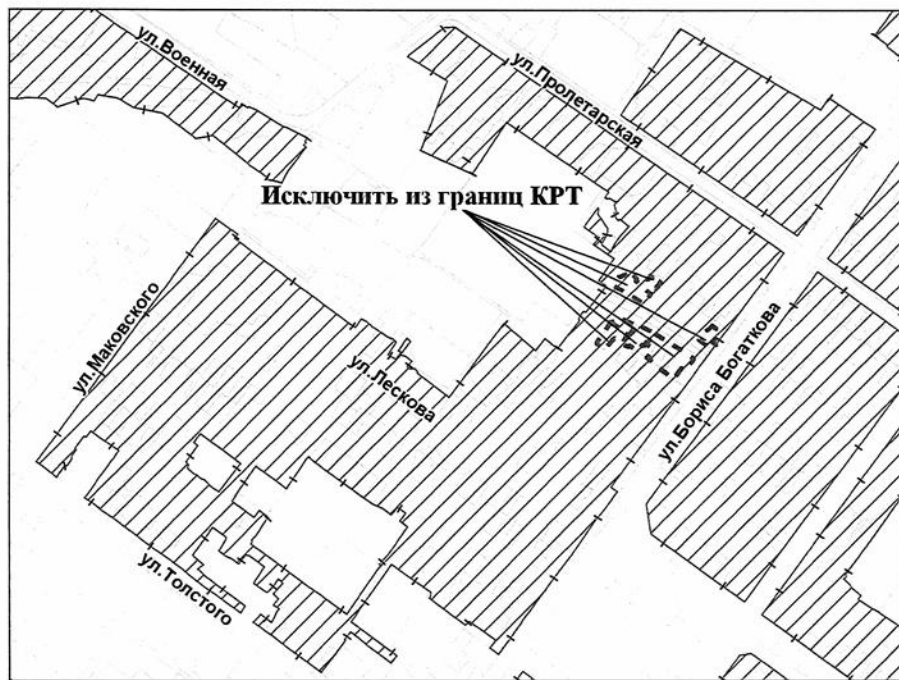 ул.Военная
ул.Пролетарская
Исключить из границ КРТ
ул.Маковского
ул.Лескова
ул.Бориса Богаткова
ул.Толстого